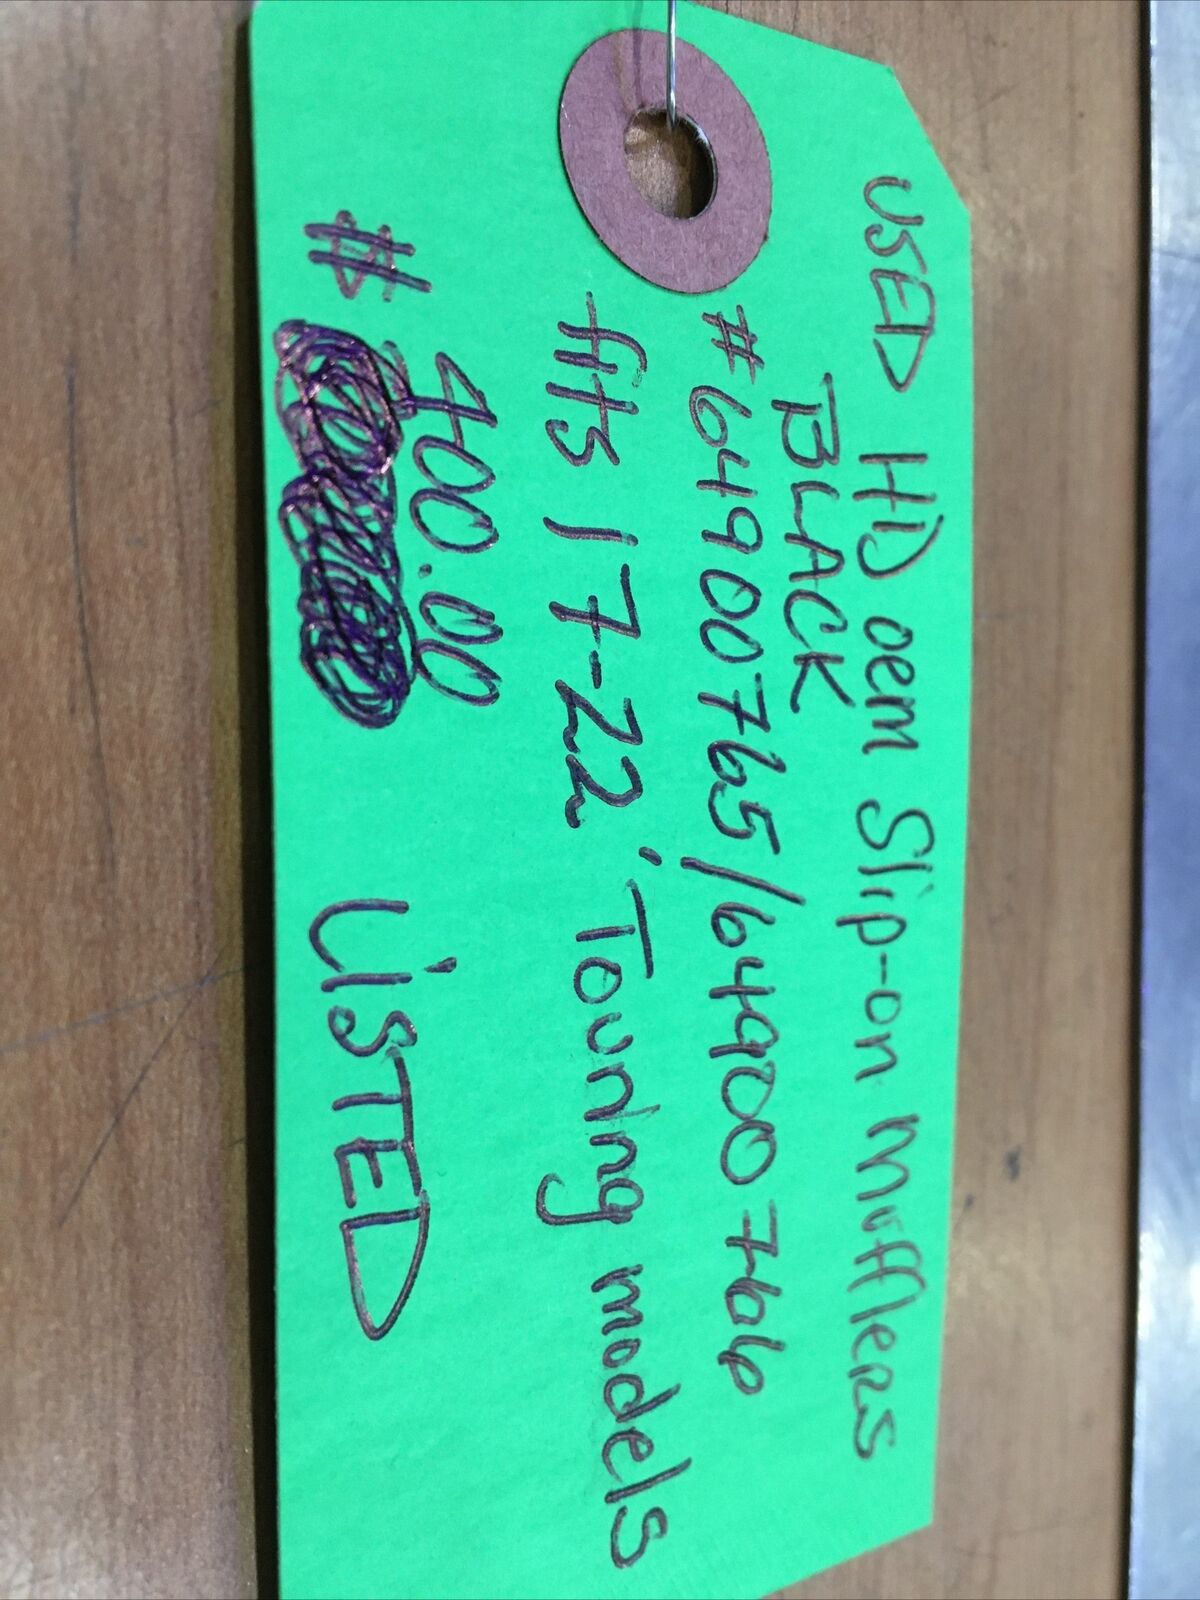 USED HD oem Slip-on MufflERS
BLACK
#64900765/64900766
fits 17-22 Touring models
400.00
# LiSTED